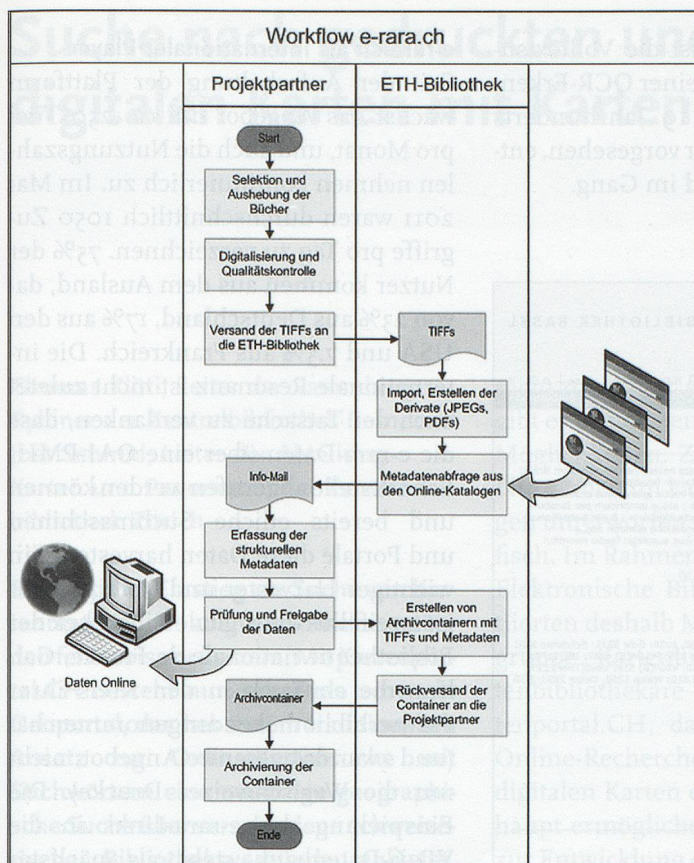 Workflow e-rara.ch
Projektpartner
ETH-Bibliothek
Start
Selektion und
Aushebung der
Bücher
Digitalisierung und
Qualitätskontrolle
Versand der TIFFs an
die ETH-Bibliothek
TIFFs
Import, Erstellen der
Derivate (JPEGs,
PDFs)
Metadatenabfrage aus
den Online-Katalogen
Info-Mail
Erfassung der
strukturellen
Metadaten
Prüfung und Freigabe
der Daten
Daten Online
Erstellen von
Archivcontainern mit
TIFFs und Metadaten
Rückversand der
Container an die
Projektpartner
Archivcontainer
Archivierung der
Container
Ende